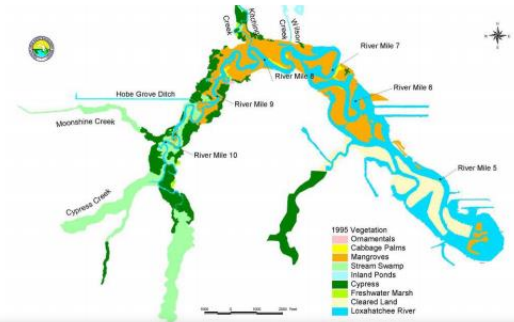 Kitching
Creek
Wilson
Creek
River Mile 7
River Mile 8
River Mile 6
Hobe Grove Ditch
River Mile 9
Moonshine Creek
River Mile 10
River Mile 5
Cypress Creek
1995 Vegetation
Ornamentals
Cabbage Palms
Mangroves
Stream Swamp
Inland Ponds
Cypress
Freshwater Marsh
Cleared Land
Loxahatchee River